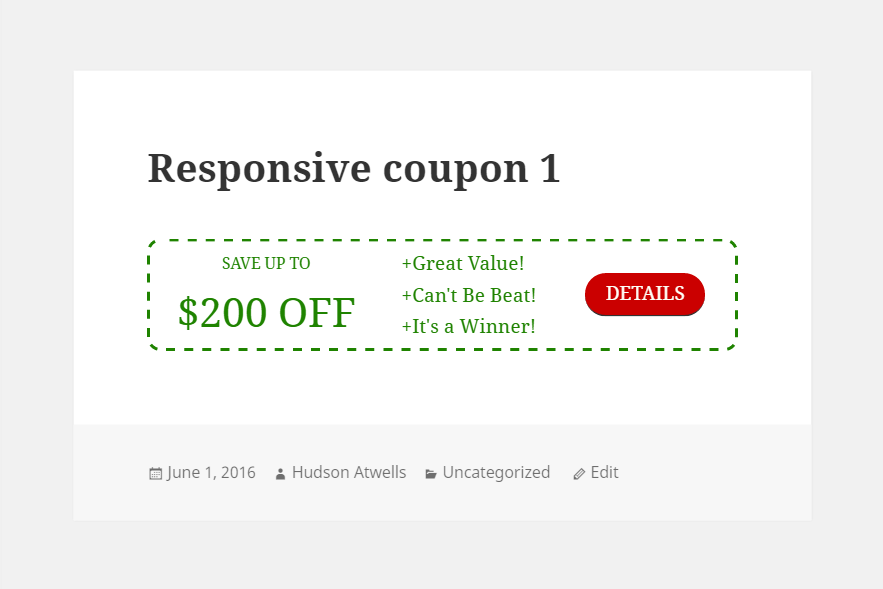 Responsive coupon 1
SAVE UP TO
$200 OFF
+Great Value!
+Can't Be Beat!
+It's a Winner!
DETAILS
June 1, 2016 Hudson Atwells Uncategorized Edit